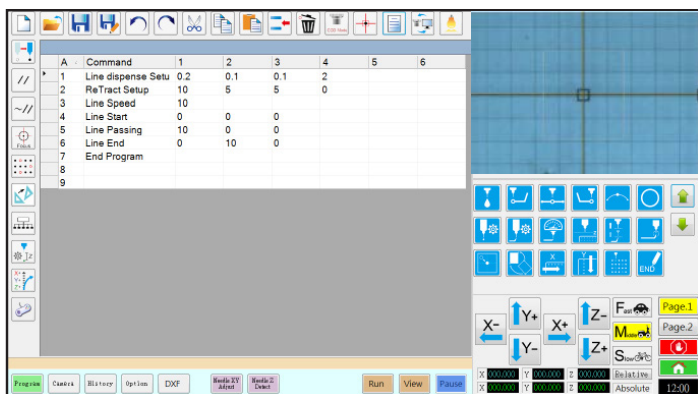 A Command 1 2 3 4 5 6
1 Line dispense Setu 0.2 0.1 0.1 2
2 ReTract Setup 10 5 5 0
3 Line Speed 10
4 Line Start 0 0 0
5 Line Passing 10 0 0
6 Line End 0 10 0
7 End Program
8
9
Focus
END
X- Y+ X+ Z- Fast Page.1
Y- Z+ Middle Page.2
Slow
X 000.000 Y 000.000 Z 000.000 Relative
X 000.000 Y 000.000 Z 000.000 Absolute 12:00
Program Camera History Option DXF Needle XY Adjust Needle Z Detect Run View Pause